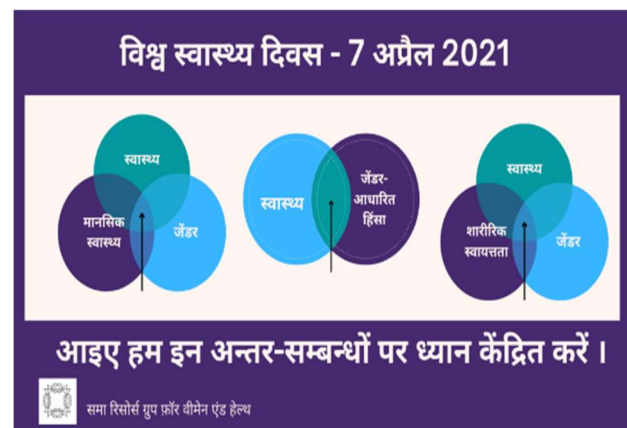 विश्व स्वास्थ्य दिवस - 7 अप्रैल 2021
स्वास्थ्य
मानसिक
स्वास्थ्य
जेंडर
स्वास्थ्य
जेंडर-
आधारित
हिंसा
स्वास्थ्य
शारीरिक
स्वायत्तता
जेंडर
आइए हम इन अन्तर-सम्बन्धों पर ध्यान केंद्रित करें ।
समा रिसोर्स ग्रुप फ़ॉर वीमेन एंड हेल्थ